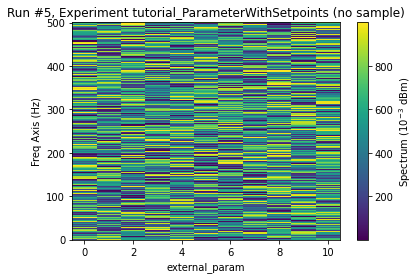 Run #5, Experiment tutorial_ParameterWithSetpoints (no sample)
500
400
300
200
100
0
Freq Axis (Hz)
0 2 4 6 8 10
external_param
800
600
400
200
Spectrum (10⁻³ dBm)